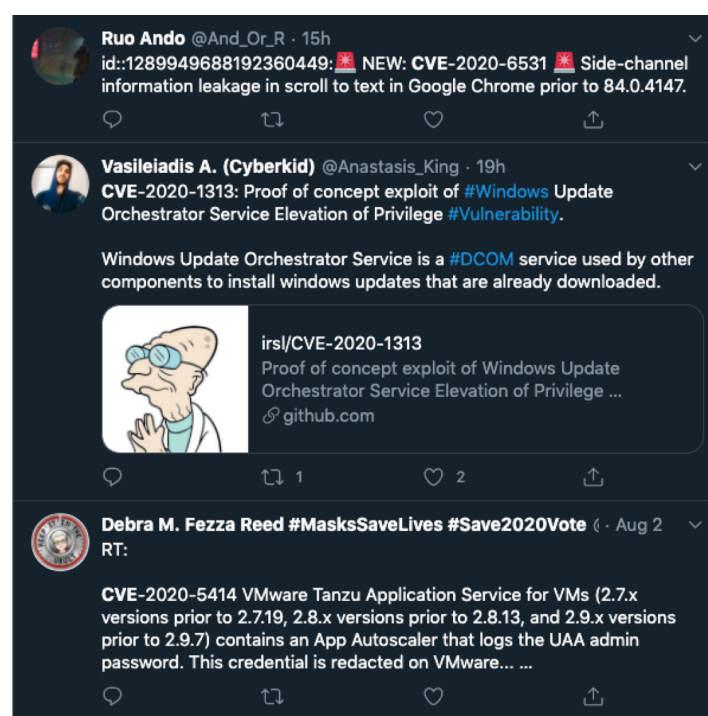 Ruo Ando @And_Or_R · 15h
id::1289949688192360449:🚨 NEW: CVE-2020-6531 🚨 Side-channel
information leakage in scroll to text in Google Chrome prior to 84.0.4147.
Vasileiadis A. (Cyberkid) @Anastasis_King · 19h
CVE-2020-1313: Proof of concept exploit of #Windows Update
Orchestrator Service Elevation of Privilege #Vulnerability.
Windows Update Orchestrator Service is a #DCOM service used by other
components to install windows updates that are already downloaded.
irsl/CVE-2020-1313
Proof of concept exploit of Windows Update
Orchestrator Service Elevation of Privilege ...
github.com
1 2
Debra M. Fezza Reed #MasksSaveLives #Save2020Vote · Aug 2
RT:
CVE-2020-5414 VMware Tanzu Application Service for VMs (2.7.x
versions prior to 2.7.19, 2.8.x versions prior to 2.8.13, and 2.9.x versions
prior to 2.9.7) contains an App Autoscaler that logs the UAA admin
password. This credential is redacted on VMware... ...